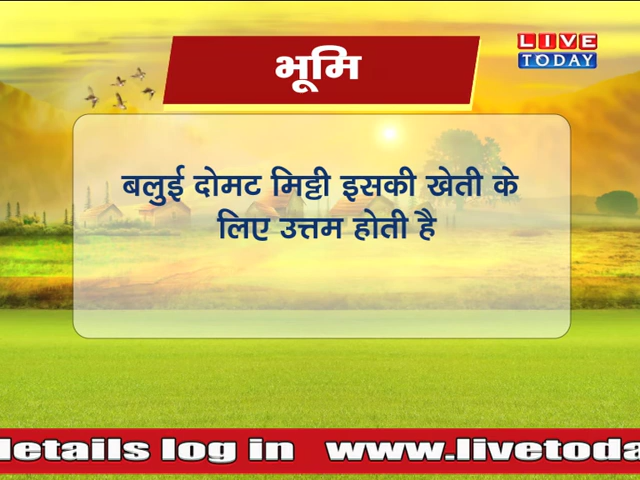 भूमि
LIVE
TODAY
बलुई दोमट मिट्टी इसकी खेती के
लिए उत्तम होती है
details log in www.livetoda